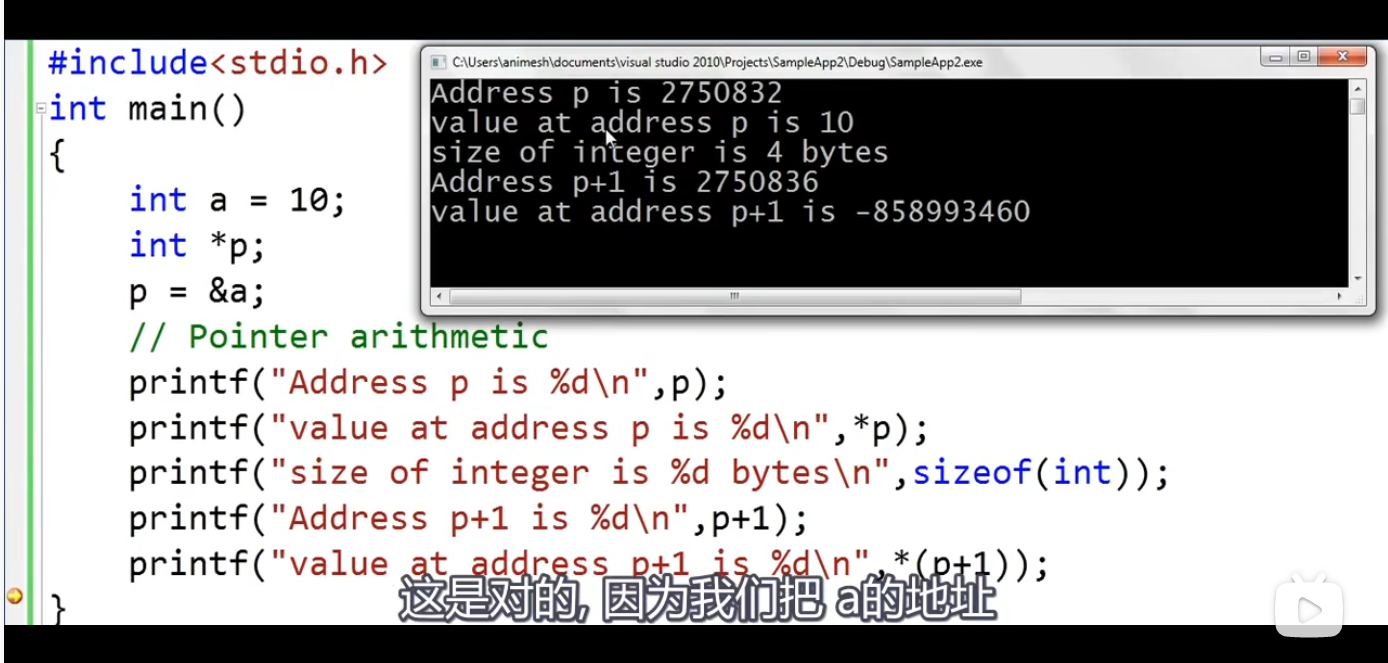 #include<stdio.h>
int main()
{
int a = 10;
int *p;
p = &a;
// Pointer arithmetic
printf("Address p is %d\n",p);
printf("value at address p is %d\n",*p);
printf("size of integer is %d bytes\n",sizeof(int));
printf("Address p+1 is %d\n",p+1);
printf("value at address p+1 is %d\n",*(p+1));
}
C:\Users\animesh\documents\visual studio 2010\Projects\SampleApp2\Debug\SampleApp2.exe
Address p is 2750832
value at address p is 10
size of integer is 4 bytes
Address p+1 is 2750836
value at address p+1 is -858993460
这是对的, 因为我们把 a的地址